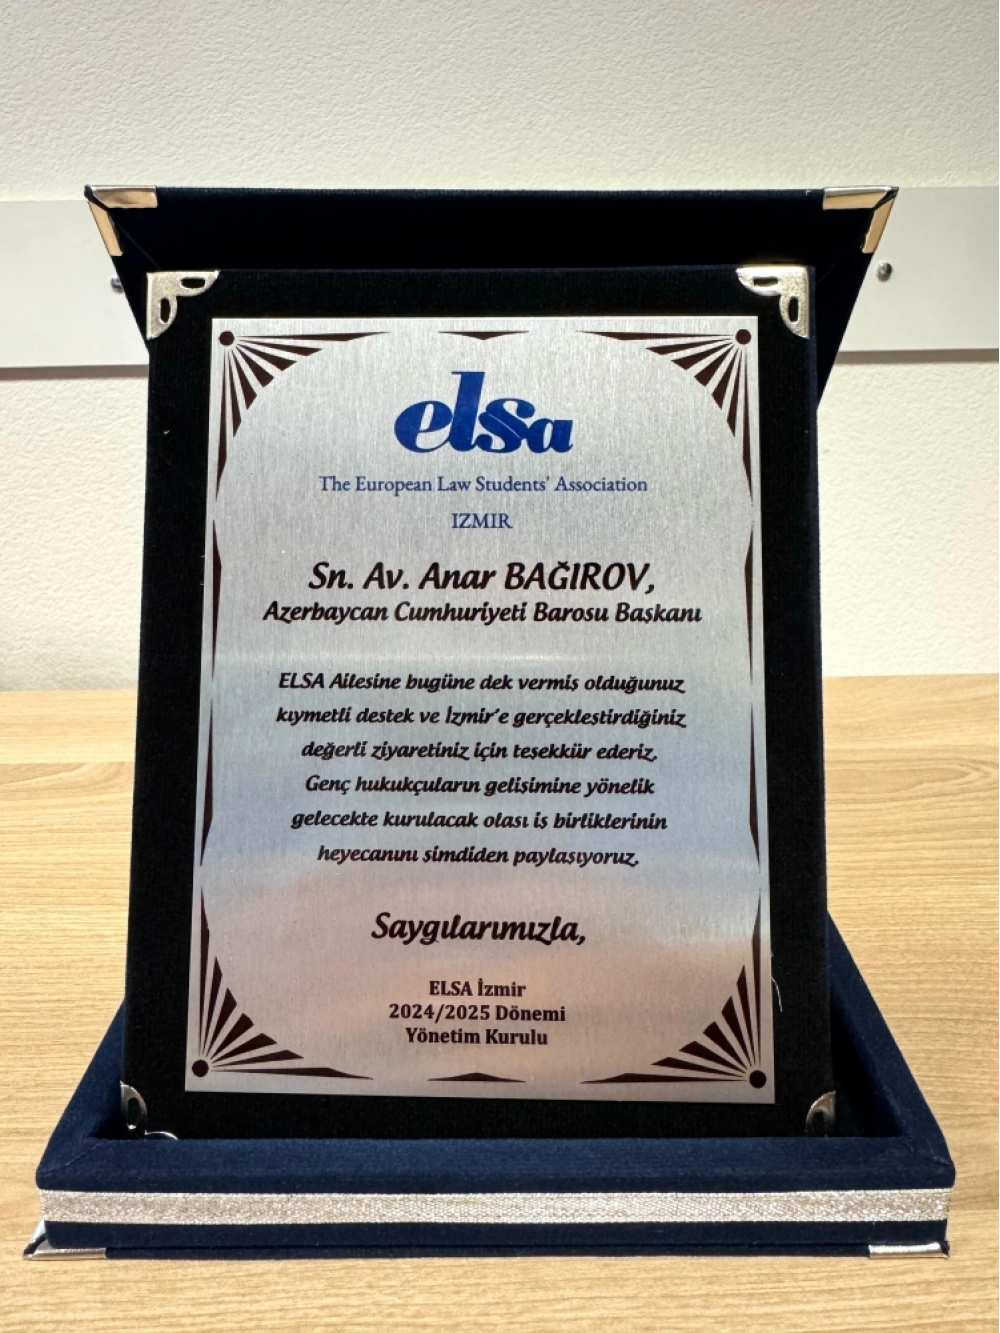 elsa
The European Law Students' Association
IZMIR
Sn. Av. Anar BAĞIROV,
Azerbaycan Cumhuriyeti Barosu Başkanı
ELSA Ailesine bugüne dek vermiş olduğunuz
kıymetli destek ve İzmir'e gerçekleştirdiğiniz
değerli ziyaretiniz için teşekkür ederiz.
Genç hukukçuların gelişimine yönelik
gelecekte kurulacak olası iş birliklerinin
heyecanını şimdiden paylaşıyoruz.
Saygılarımızla,
ELSA İzmir
2024/2025 Dönemi
Yönetim Kurulu